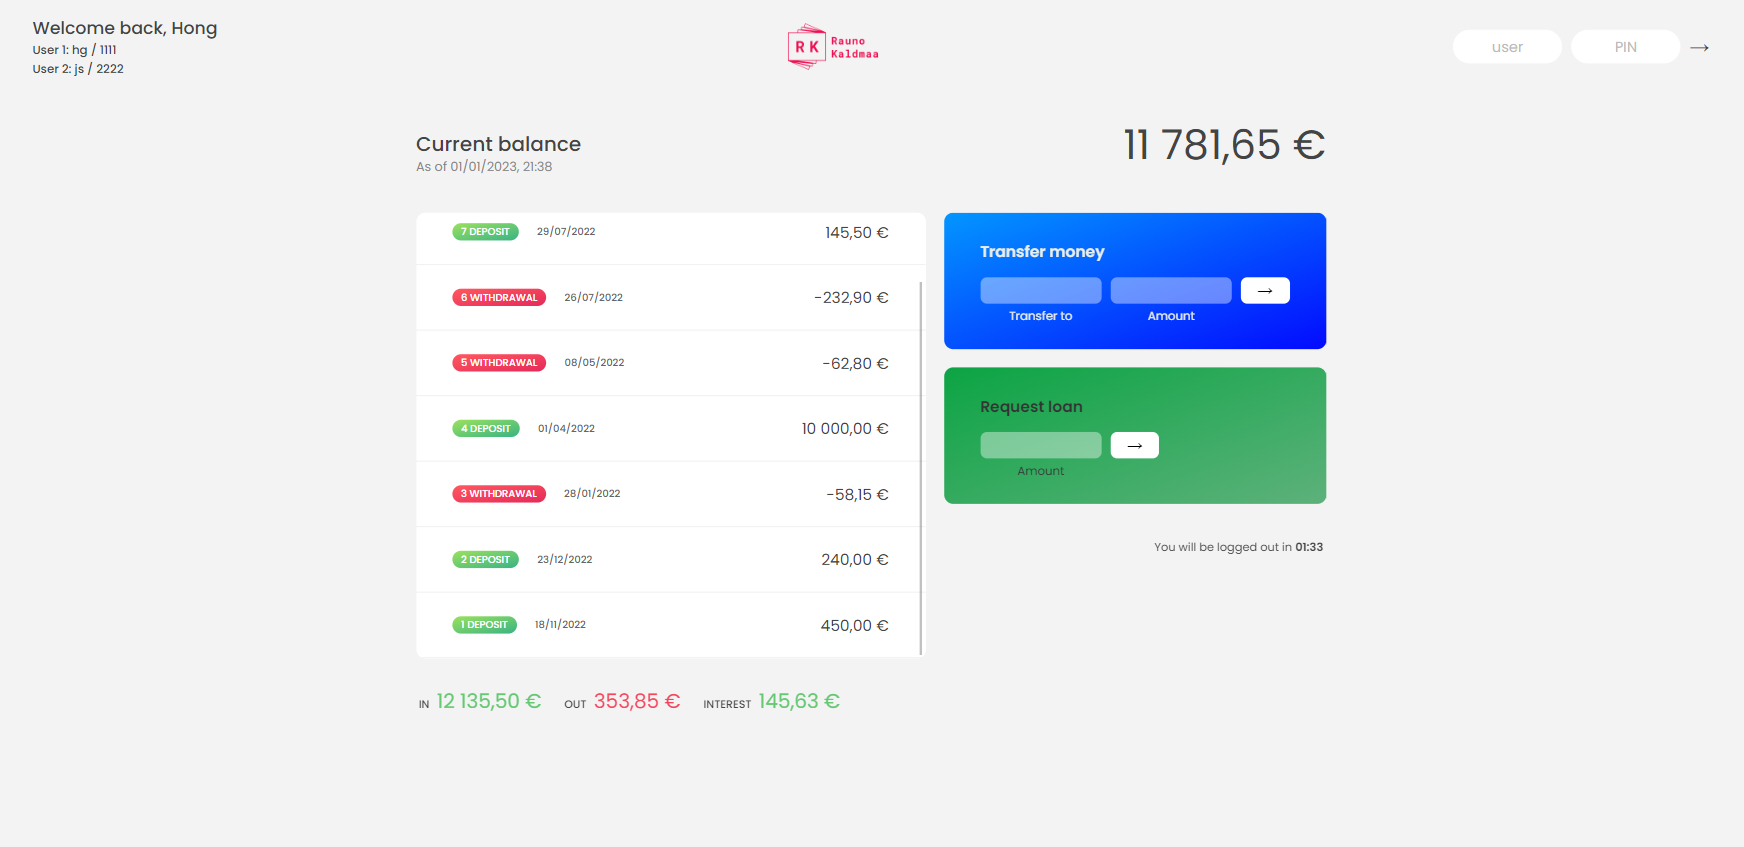 Welcome back, Hong
User 1: hg / 1111
User 2: js / 2222
RK Rauno
Kaldmaa
user PIN →
Current balance
As of 01/01/2023, 21:38
11 781,65 €
7 DEPOSIT 29/07/2022 145,50 €
6 WITHDRAWAL 26/07/2022 -232,90 €
5 WITHDRAWAL 08/05/2022 -62,80 €
4 DEPOSIT 01/04/2022 10 000,00 €
3 WITHDRAWAL 28/01/2022 -58,15 €
2 DEPOSIT 23/12/2022 240,00 €
1 DEPOSIT 18/11/2022 450,00 €
IN 12 135,50 € OUT 353,85 € INTEREST 145,63 €
Transfer money
→
Transfer to Amount
Request loan
→
Amount
You will be logged out in 01:33